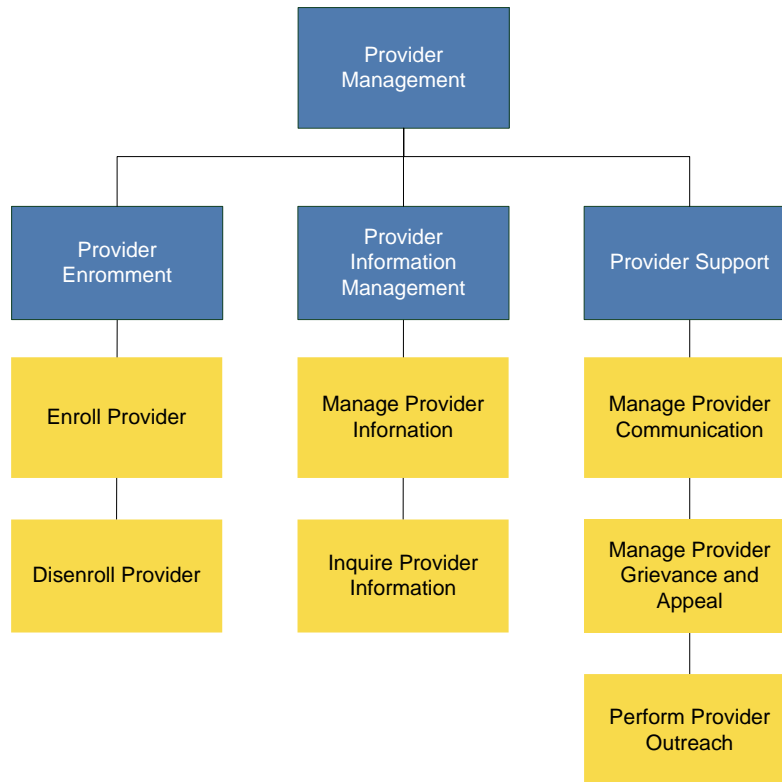 Provider
Management
Provider
Enromment
Provider
Information
Management
Provider Support
Enroll Provider
Manage Provider
Infornation
Manage Provider
Communication
Disenroll Provider
Inquire Provider
Information
Manage Provider
Grievance and
Appeal
Perform Provider
Outreach